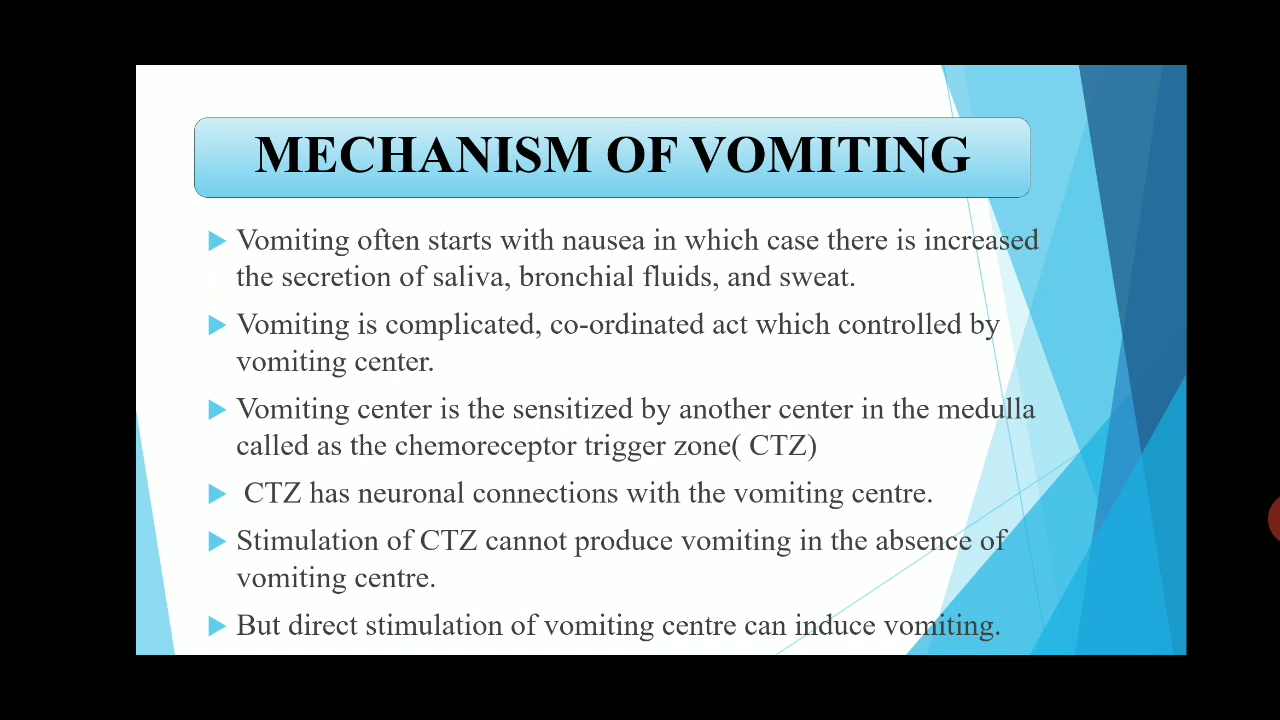 MECHANISM OF VOMITING
Vomiting often starts with nausea in which case there is increased
the secretion of saliva, bronchial fluids, and sweat.
Vomiting is complicated, co-ordinated act which controlled by
vomiting center.
Vomiting center is the sensitized by another center in the medulla
called as the chemoreceptor trigger zone( CTZ)
CTZ has neuronal connections with the vomiting centre.
Stimulation of CTZ cannot produce vomiting in the absence of
vomiting centre.
But direct stimulation of vomiting centre can induce vomiting.